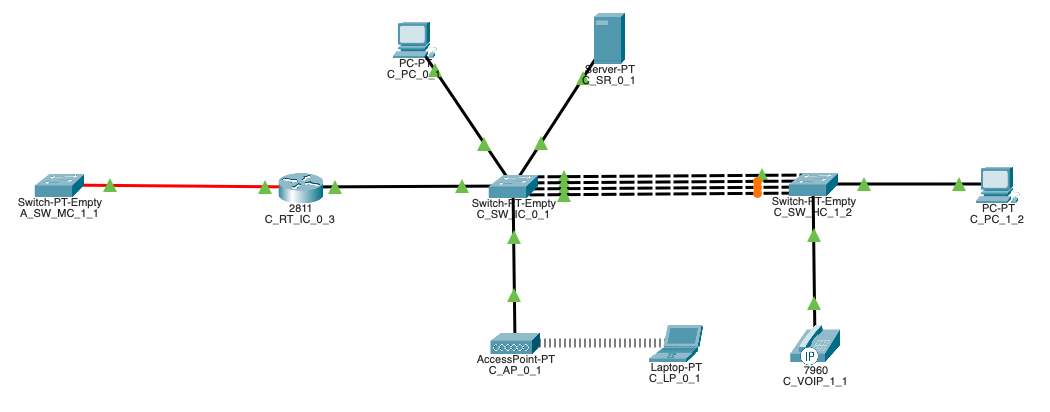 PC-PT
C_PC_0_1
Server-PT
C_SR_0_1
Switch-PT-Empty
A_SW_MC_1_1
2811
C_RT_IC_0_3
Switch-PT-Empty
C_SW_IC_0_1
Switch-PT-Empty
C_SW_HC_1_2
PC-PT
C_PC_1_2
AccessPoint-PT
C_AP_0_1
Laptop-PT
C_LP_0_1
IP
7960
C_VOIP_1_1